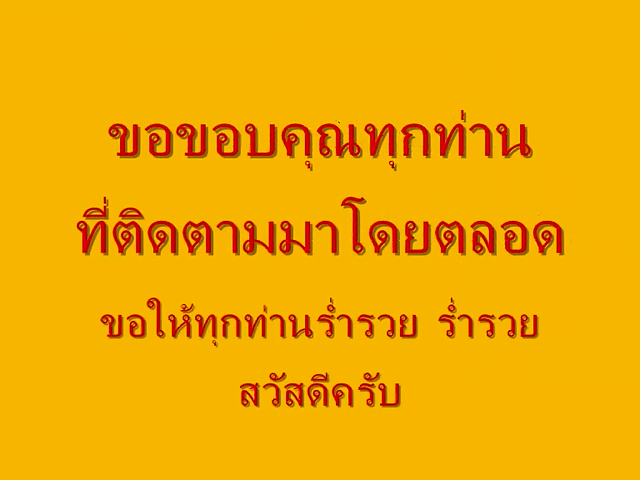 ขอขอบคุณทุกท่าน
ที่ติดตามมาโดยตลอด
ขอให้ทุกท่านร่ำรวย ร่ำรวย
สวัสดีครับ